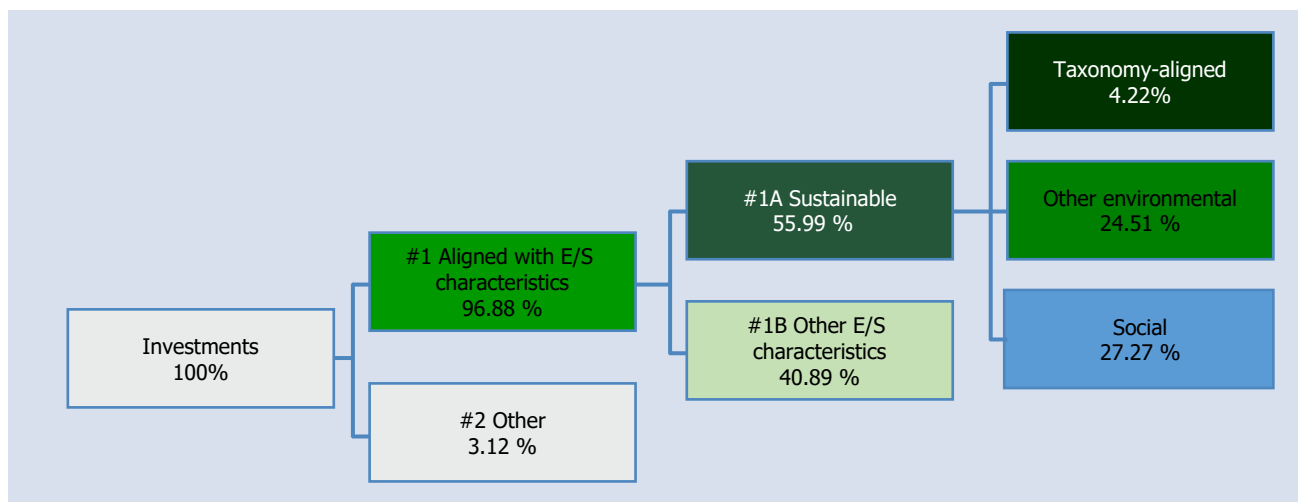 Investments
100%
#1 Aligned with E/S
characteristics
96.88 %
#2 Other
3.12 %
#1A Sustainable
55.99 %
#1B Other E/S
characteristics
40.89 %
Taxonomy-aligned
4.22%
Other environmental
24.51 %
Social
27.27 %